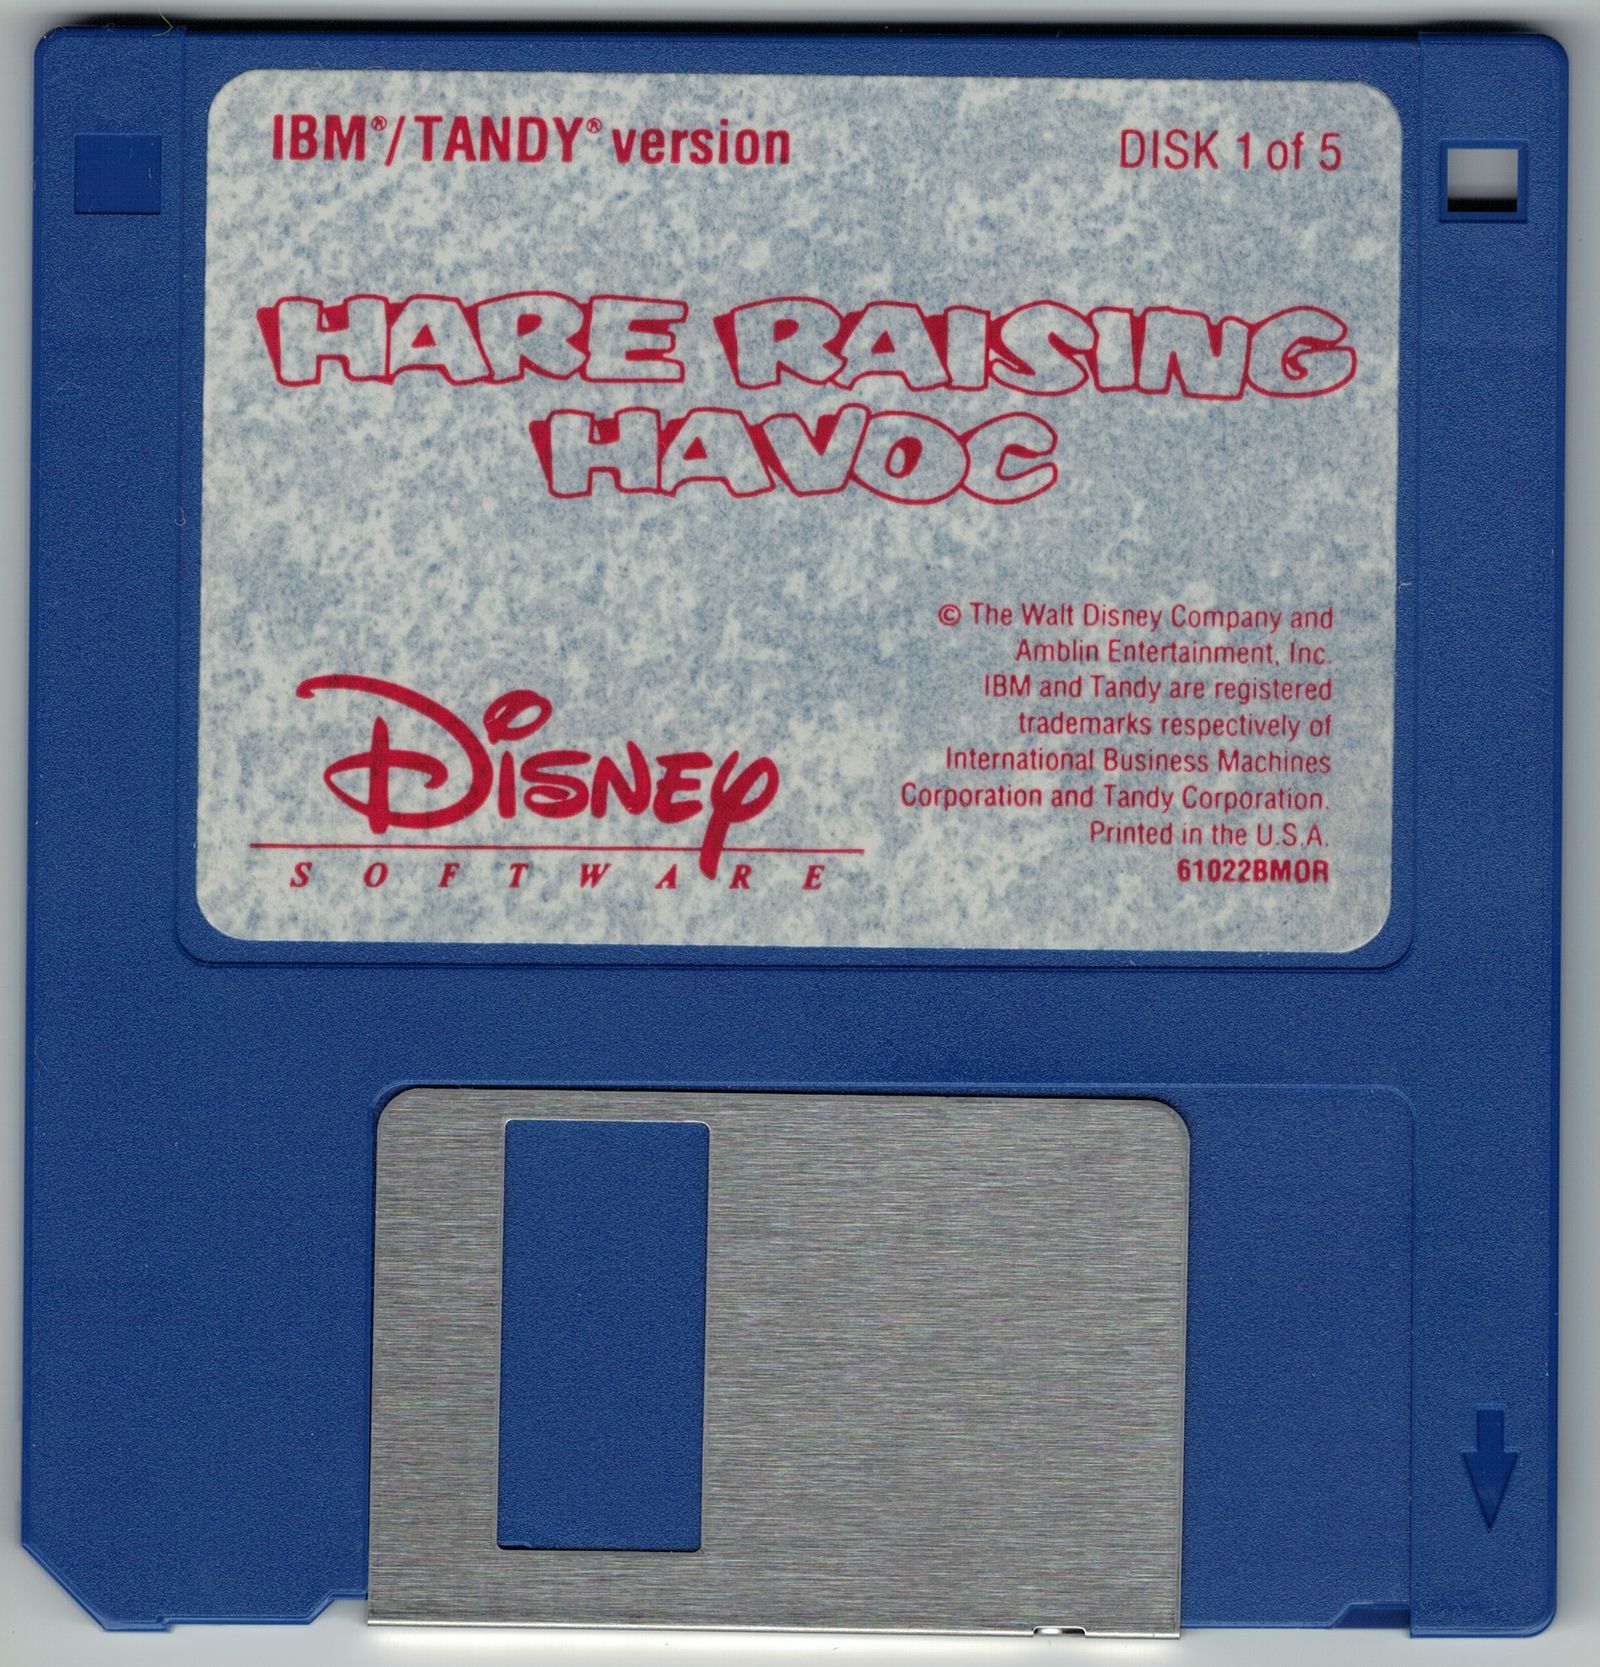 IBM®/TANDY® version
DISK 1 of 5
HARE RAISING
HAVOC
© The Walt Disney Company and
Amblin Entertainment, Inc.
IBM and Tandy are registered
trademarks respectively of
International Business Machines
Corporation and Tandy Corporation.
Printed in the U.S.A.
61022BMOR
Disney
SOFTWARE